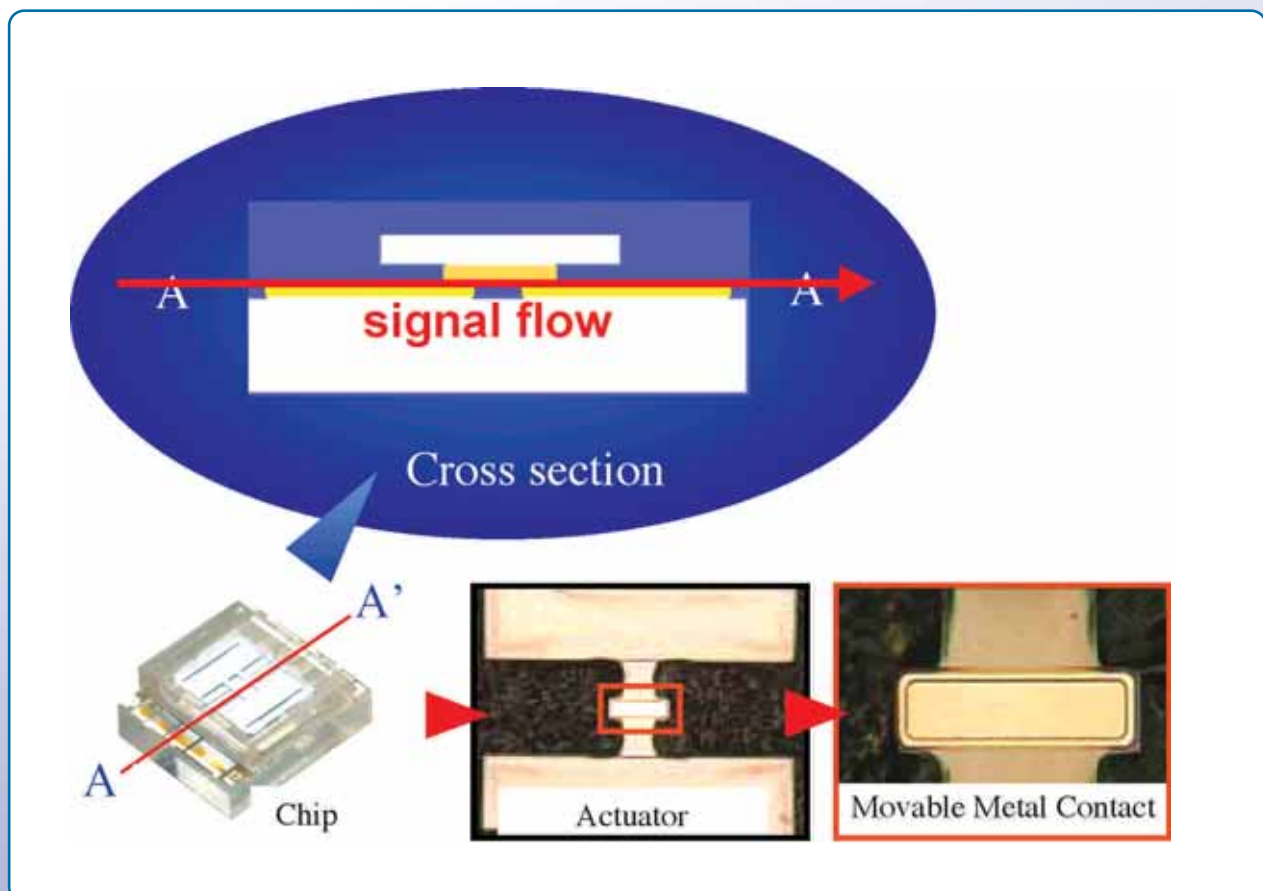 A
A
signal flow
Cross section
A'
A
Chip
Actuator
Movable Metal Contact